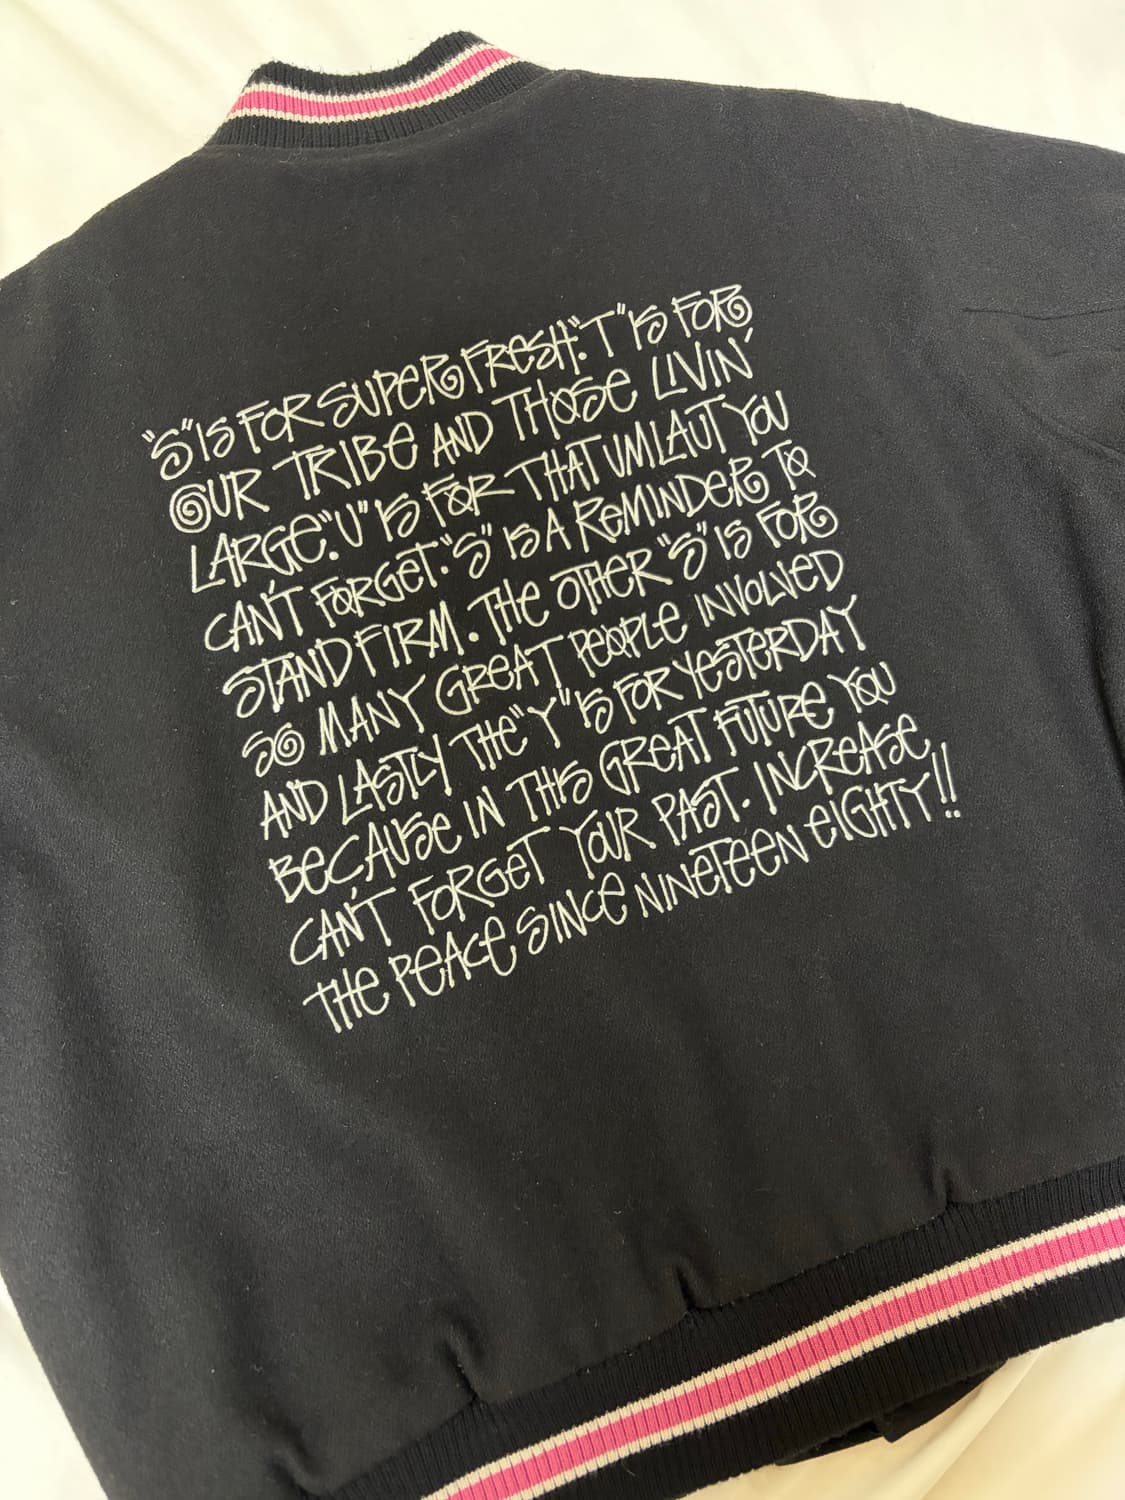 "S" IS FOR SUPER FRESH. "T" IS FOR
OUR TRIBE AND THOSE LIVIN'
LARGE. "U" IS FOR THAT UMLAUT YOU
CAN'T FORGET. "S" IS A REMINDER TO
STAND FIRM. THE OTHER "S" IS FOR
SO MANY GREAT PEOPLE INVOLVED
AND LASTLY THE "Y" IS FOR YESTERDAY
BECAUSE IN THIS GREAT FUTURE YOU
CAN'T FORGET YOUR PAST. INCREASE
THE PEACE SINCE NINETEEN EIGHTY!!